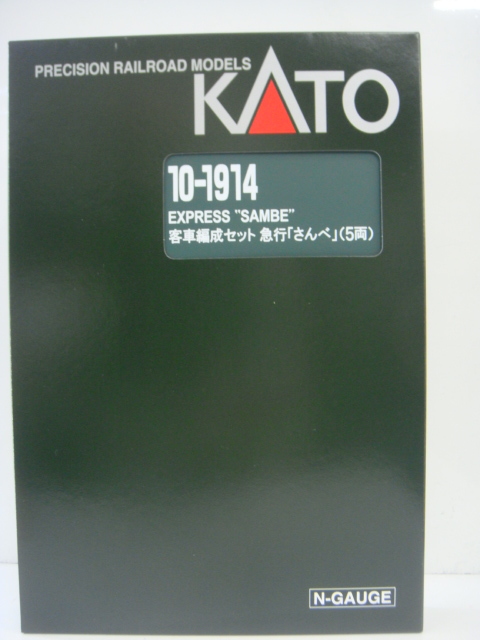 PRECISION RAILROAD MODELS
KATO
10-1914
EXPRESS "SAMBE"
客車編成セット 急行「さんべ」(5両)
N-GAUGE